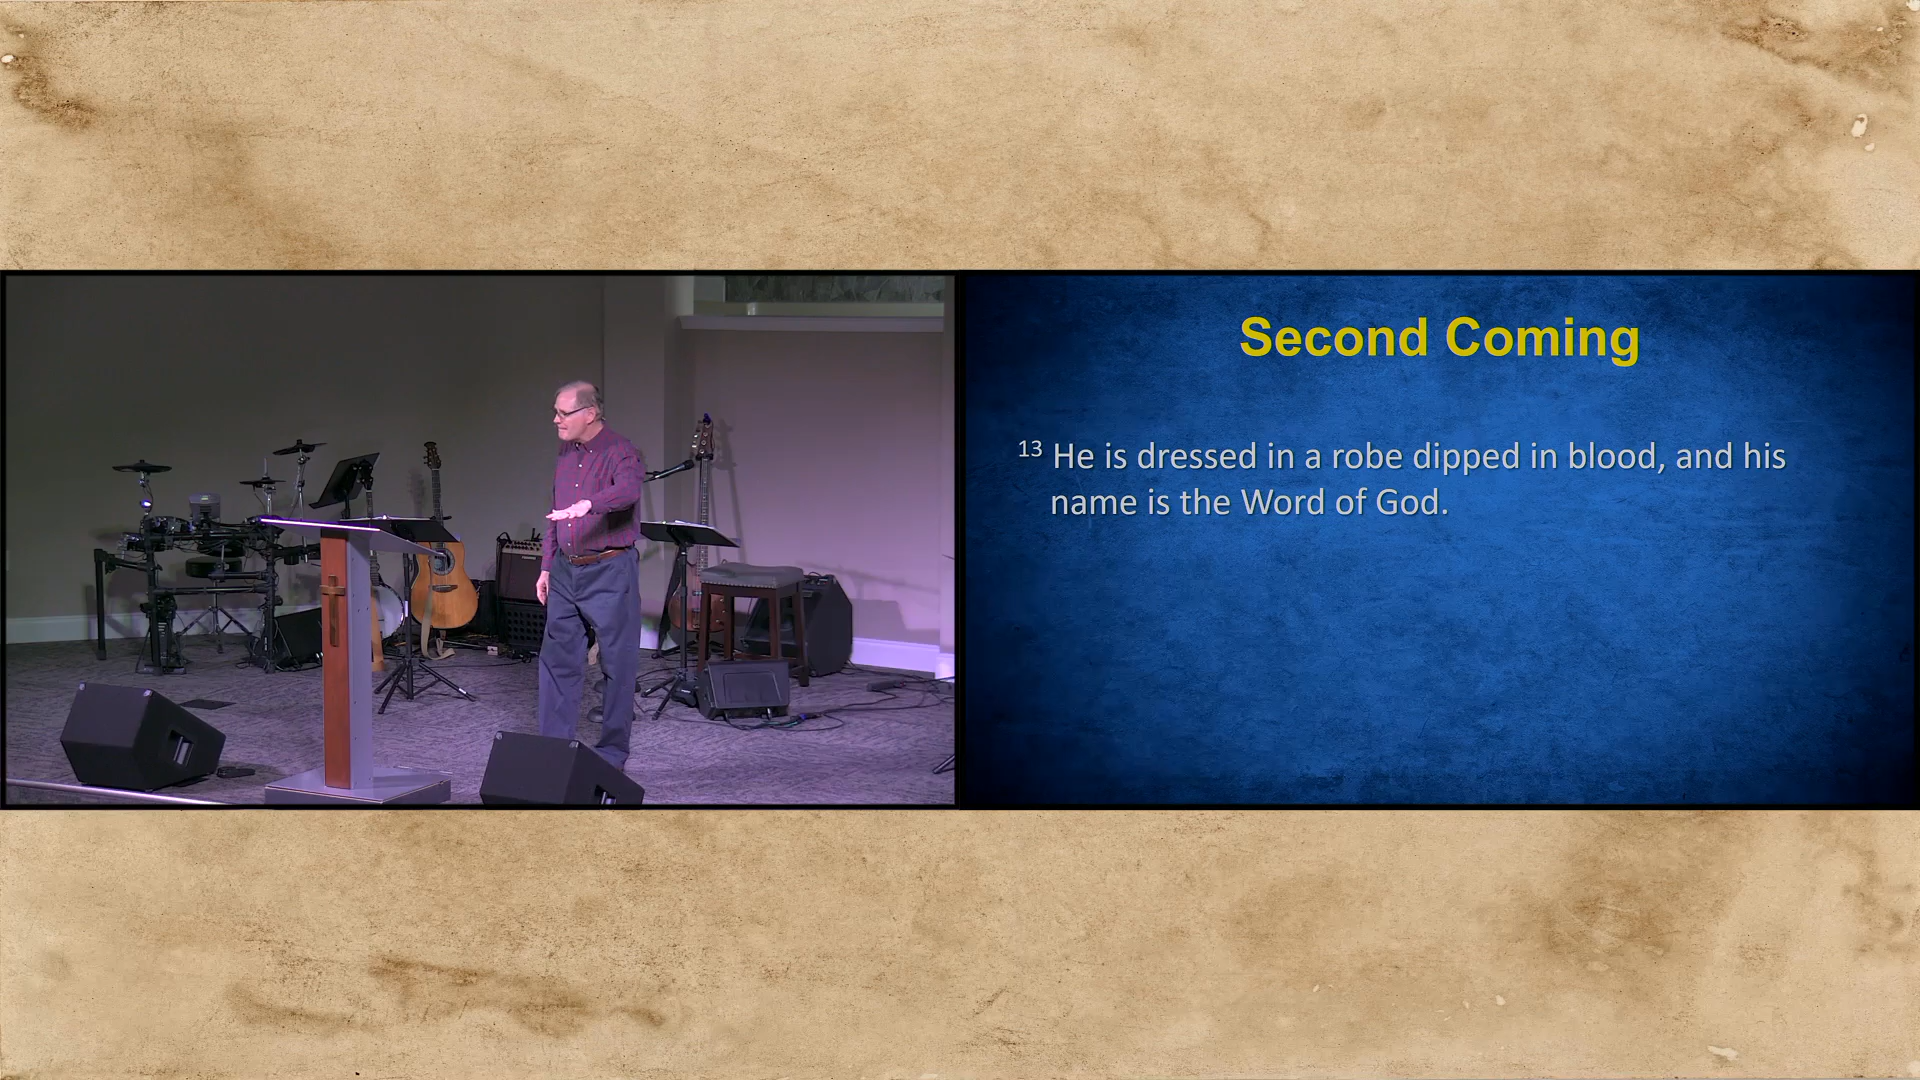 Second Coming
13 He is dressed in a robe dipped in blood, and his
name is the Word of God.